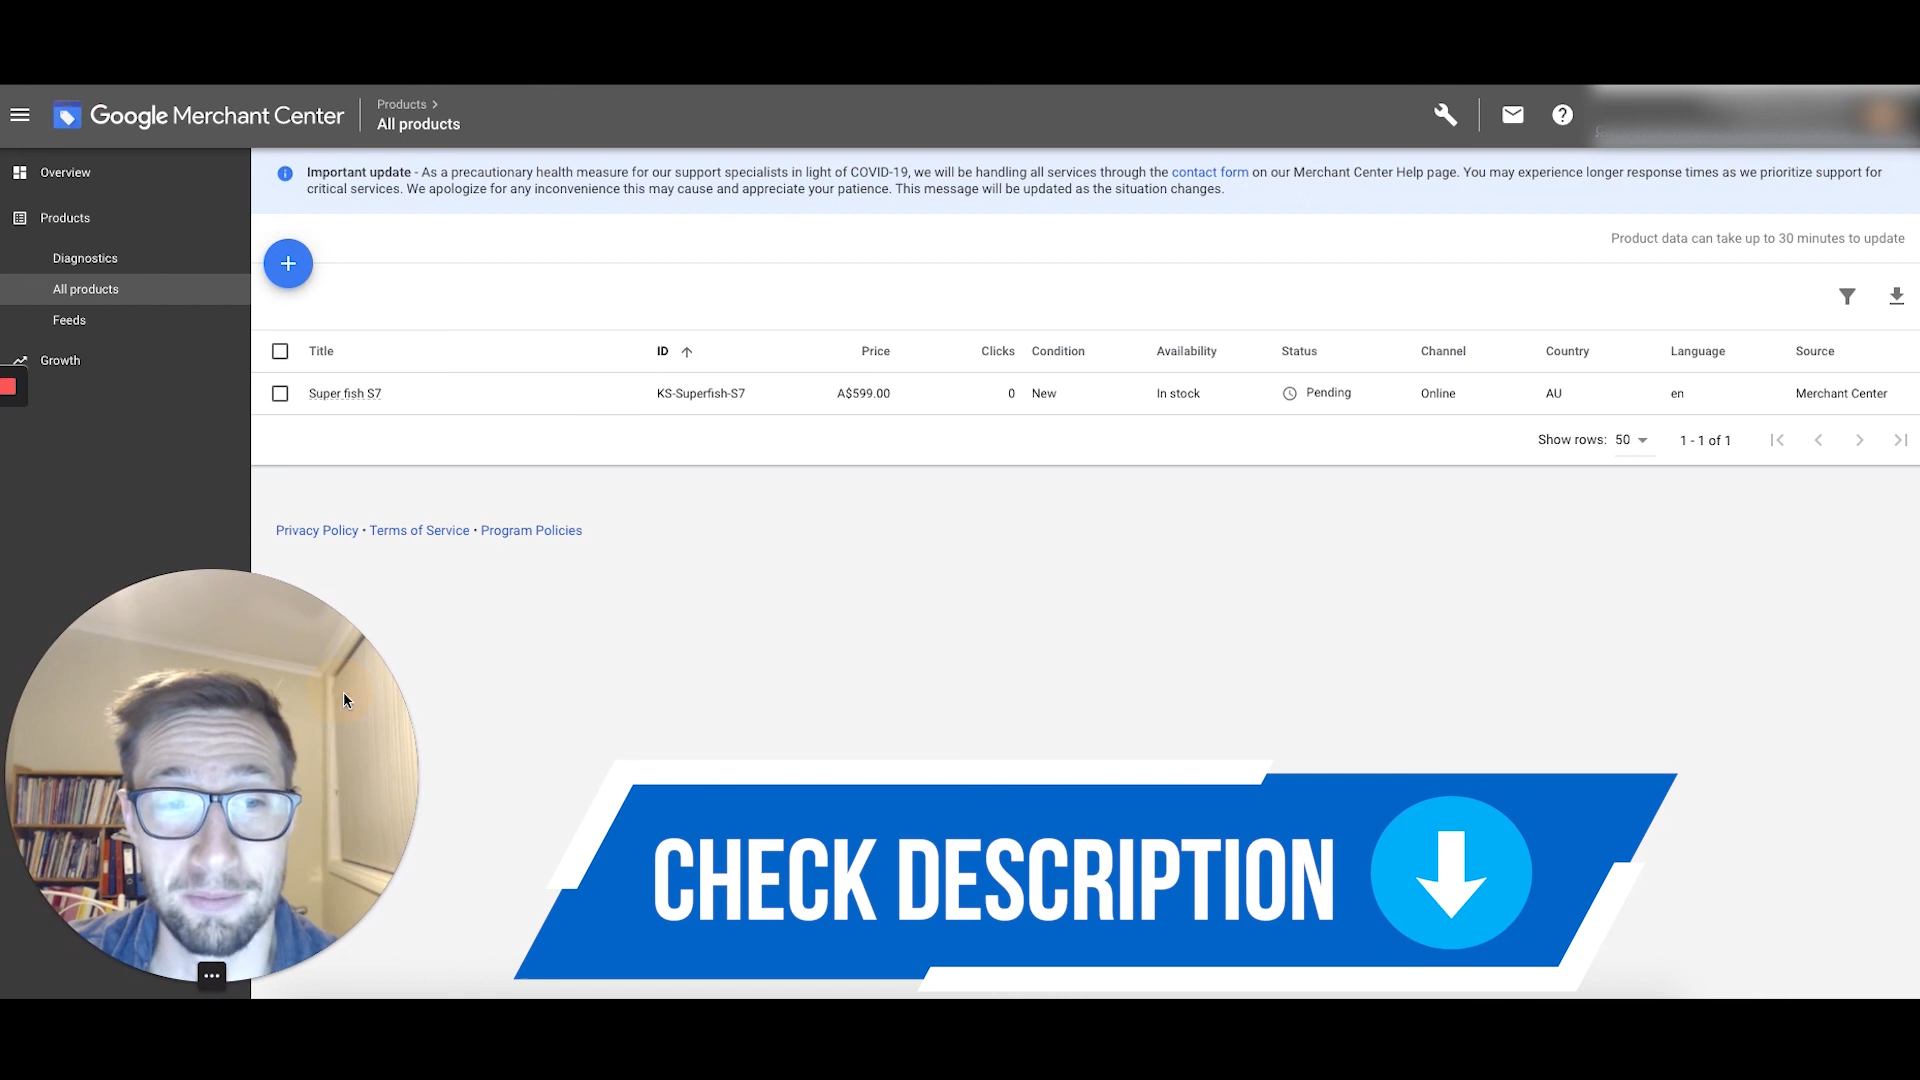 Google Merchant Center
Products >
All products
Overview
Products
Diagnostics
All products
Feeds
Growth
Important update - As a precautionary health measure for our support specialists in light of COVID-19, we will be handling all services through the contact form on our Merchant Center Help page. You may experience longer response times as we prioritize support for
critical services. We apologize for any inconvenience this may cause and appreciate your patience. This message will be updated as the situation changes.
Product data can take up to 30 minutes to update
Title ID Price Clicks Condition Availability Status Channel Country Language Source
Super fish S7 KS-Superfish-S7 A$599.00 0 New In stock Pending Online AU en Merchant Center
Show rows: 50 1 - 1 of 1
Privacy Policy • Terms of Service • Program Policies
CHECK DESCRIPTION